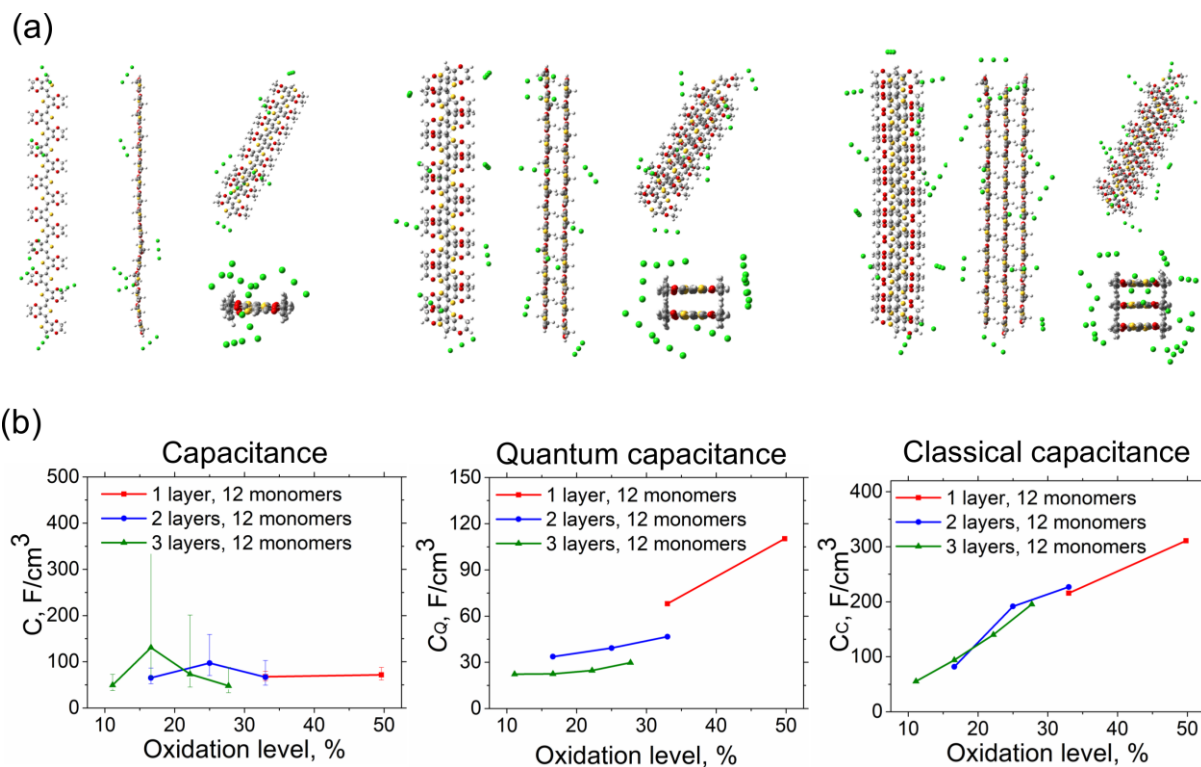 (a)
(b)
Capacitance
C, F/cm³
500
400
300
200
100
0
1 layer, 12 monomers
2 layers, 12 monomers
3 layers, 12 monomers
10 20 30 40 50
Oxidation level, %
Quantum capacitance
CQ, F/cm³
150
120
90
60
30
0
1 layer, 12 monomers
2 layers, 12 monomers
3 layers, 12 monomers
10 20 30 40 50
Oxidation level, %
Classical capacitance
CC, F/cm³
400
300
200
100
0
1 layer, 12 monomers
2 layers, 12 monomers
3 layers, 12 monomers
10 20 30 40 50
Oxidation level, %